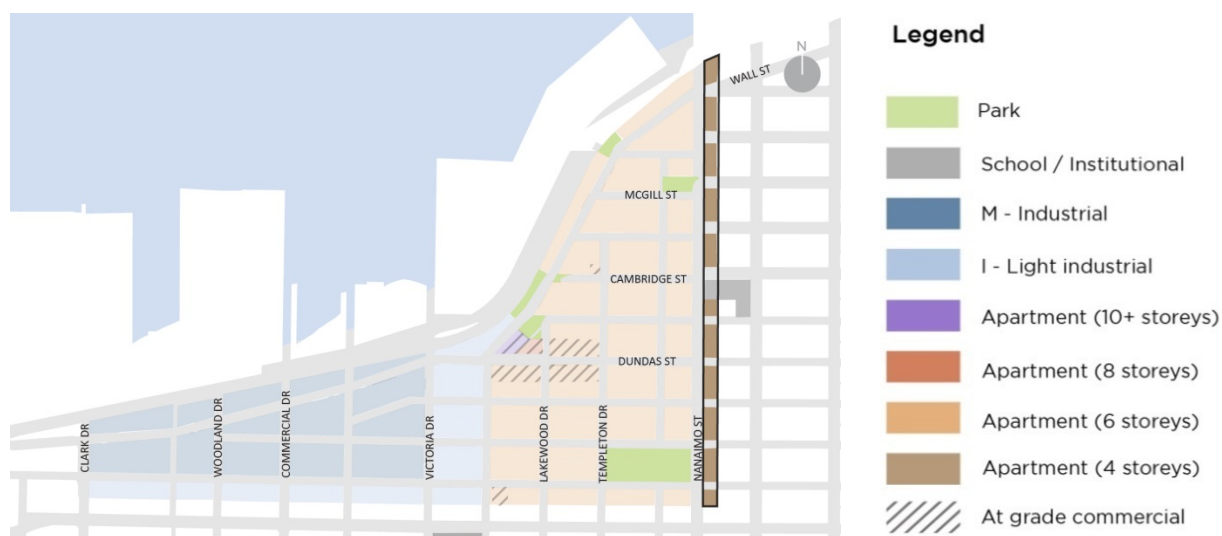 Legend
N
WALL ST
Park
School / Institutional
MCGILL ST
M - Industrial
I - Light industrial
CAMBRIDGE ST
Apartment (10+ storeys)
DUNDAS ST
Apartment (8 storeys)
Apartment (6 storeys)
CLARK DR
WOODLAND DR
COMMERCIAL DR
VICTORIA DR
LAKEWOOD DR
TEMPLETON DR
NANAIMO ST
Apartment (4 storeys)
At grade commercial